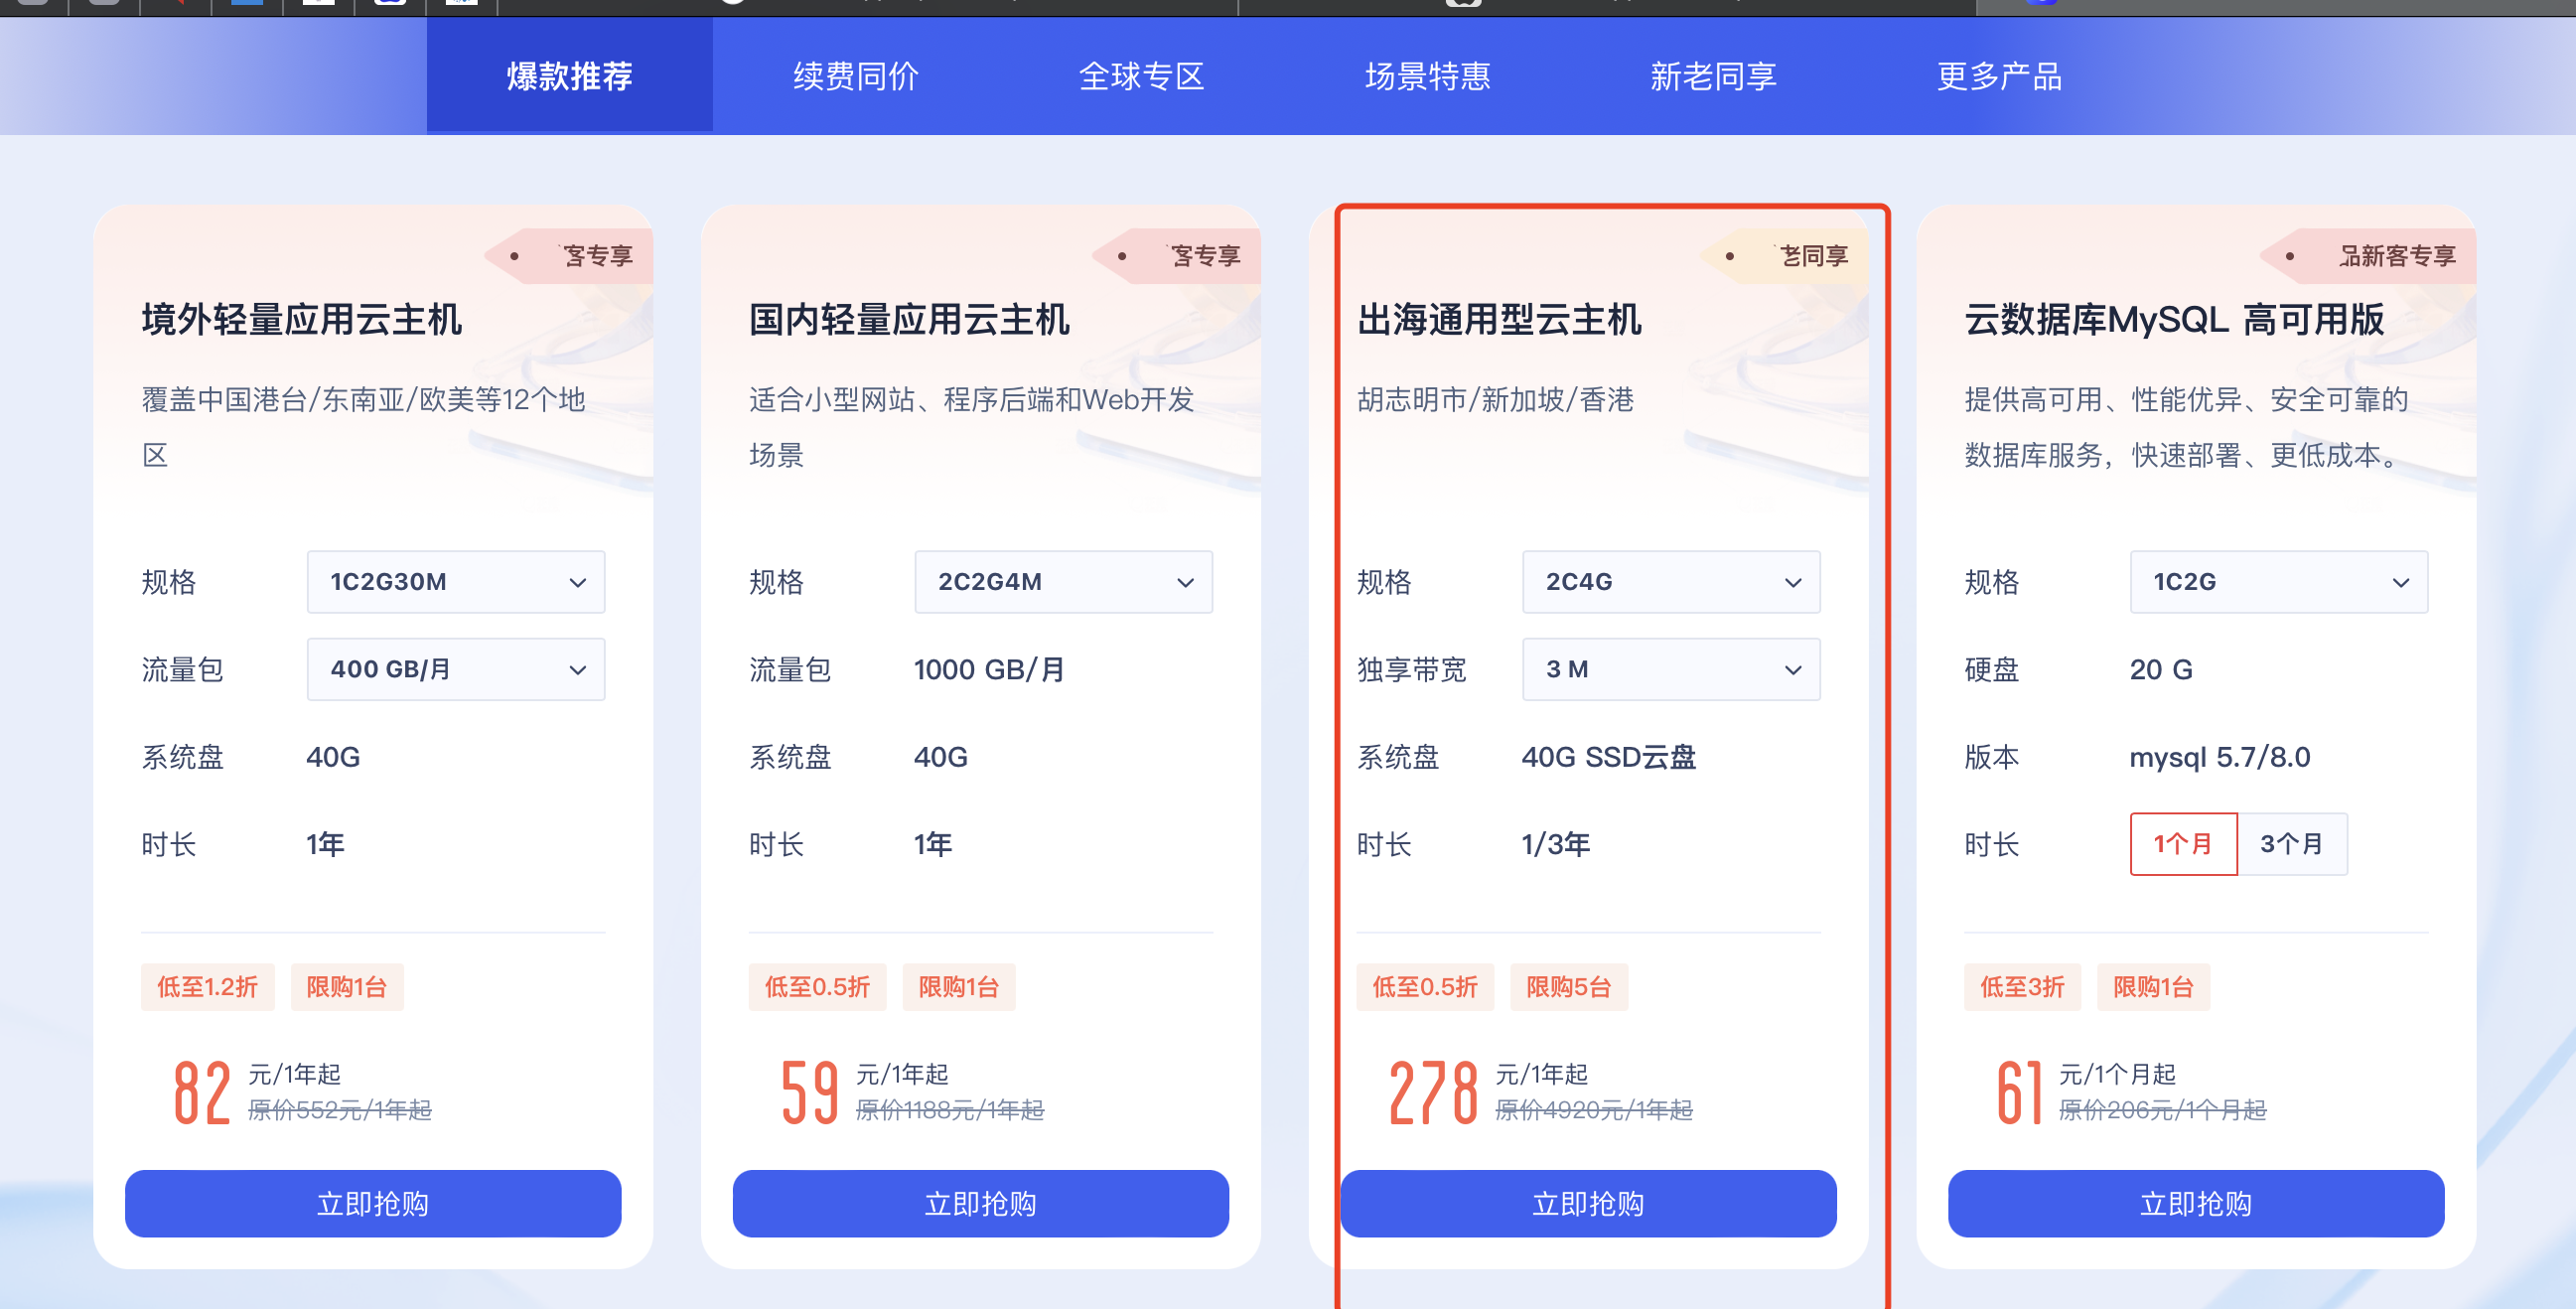 爆款推荐
续费同价
全球专区
场景特惠
新老同享
更多产品
客专享
境外轻量应用云主机
覆盖中国港台/东南亚/欧美等12个地
区
规格
1C2G30M
流量包
400 GB/月
系统盘
40G
时长
1年
低至1.2折
限购1台
82
元/1年起
原价552元/1年起
立即抢购
客专享
国内轻量应用云主机
适合小型网站、程序后端和Web开发
场景
规格
2C2G4M
流量包
1000 GB/月
系统盘
40G
时长
1年
低至0.5折
限购1台
59
元/1年起
原价1188元/1年起
立即抢购
老同享
出海通用型云主机
胡志明市/新加坡/香港
规格
2C4G
独享带宽
3 M
系统盘
40G SSD云盘
时长
1/3年
低至0.5折
限购5台
278
元/1年起
原价4920元/1年起
立即抢购
品新客专享
云数据库MySQL 高可用版
提供高可用、性能优异、安全可靠的
数据库服务，快速部署、更低成本。
规格
1C2G
硬盘
20 G
版本
mysql 5.7/8.0
时长
1个月
3个月
低至3折
限购1台
61
元/1个月起
原价206元/1个月起
立即抢购